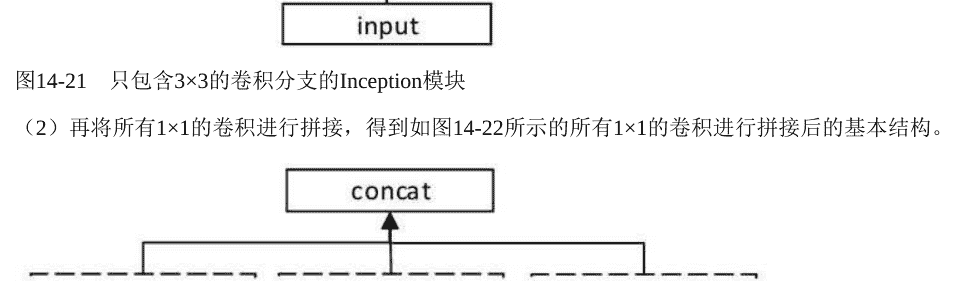 input
图14-21 只包含3×3的卷积分支的Inception模块
（2）再将所有1×1的卷积进行拼接，得到如图14-22所示的所有1×1的卷积进行拼接后的基本结构。
concat